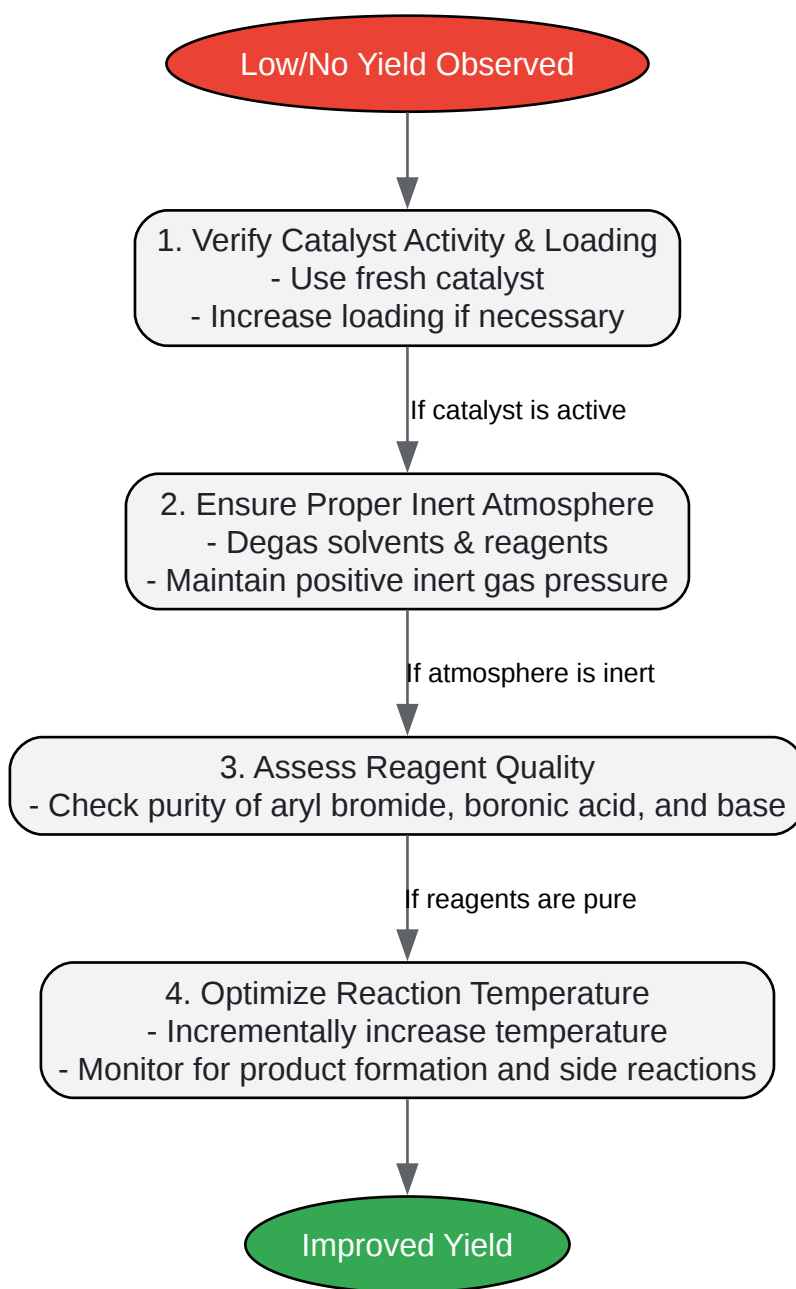 Low/No Yield Observed
1. Verify Catalyst Activity & Loading
- Use fresh catalyst
- Increase loading if necessary
If catalyst is active
2. Ensure Proper Inert Atmosphere
- Degas solvents & reagents
- Maintain positive inert gas pressure
If atmosphere is inert
3. Assess Reagent Quality
- Check purity of aryl bromide, boronic acid, and base
If reagents are pure
4. Optimize Reaction Temperature
- Incrementally increase temperature
- Monitor for product formation and side reactions
Improved Yield